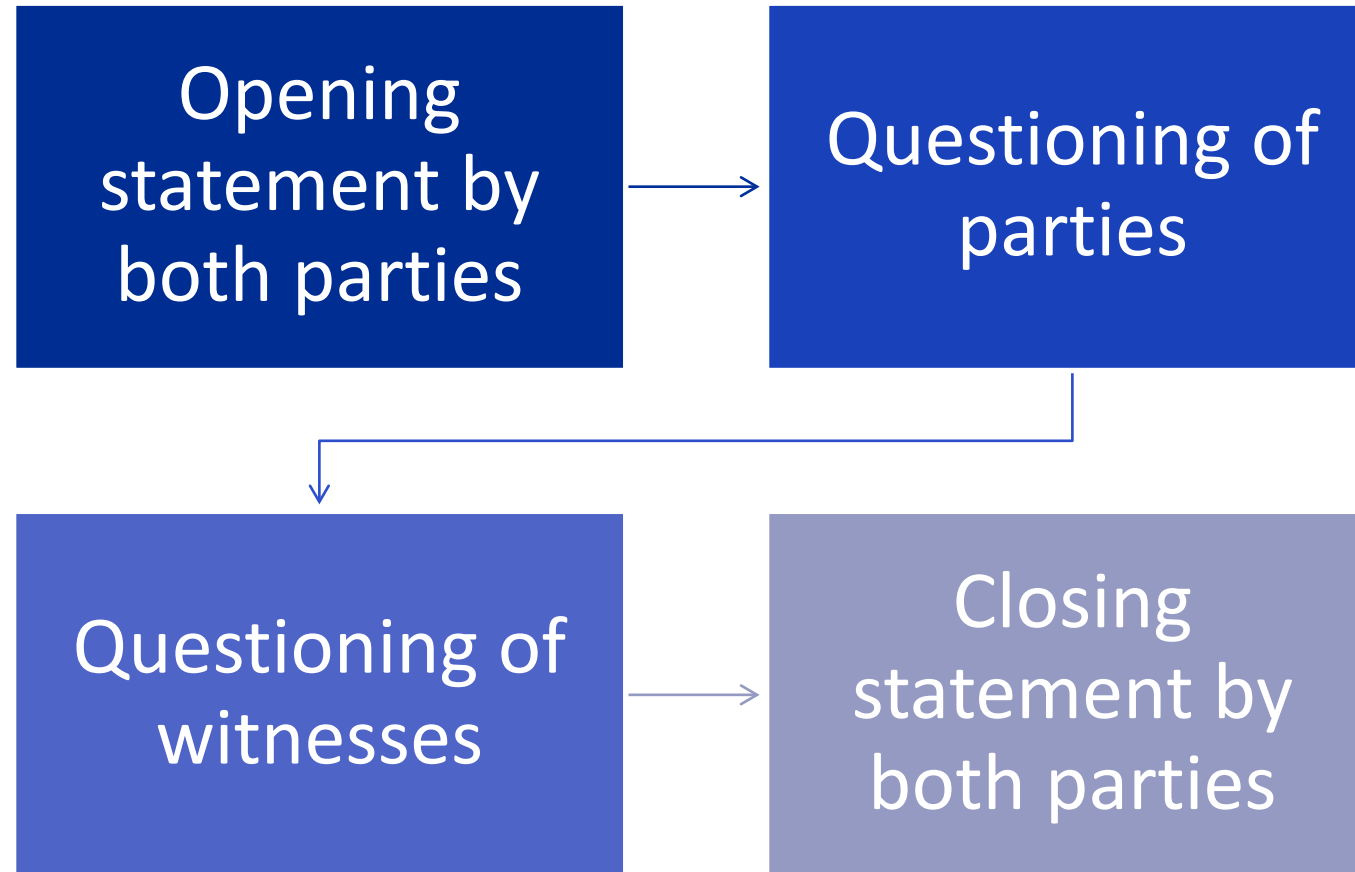 Opening
statement by
both parties
Questioning of
parties
Questioning of
witnesses
Closing
statement by
both parties